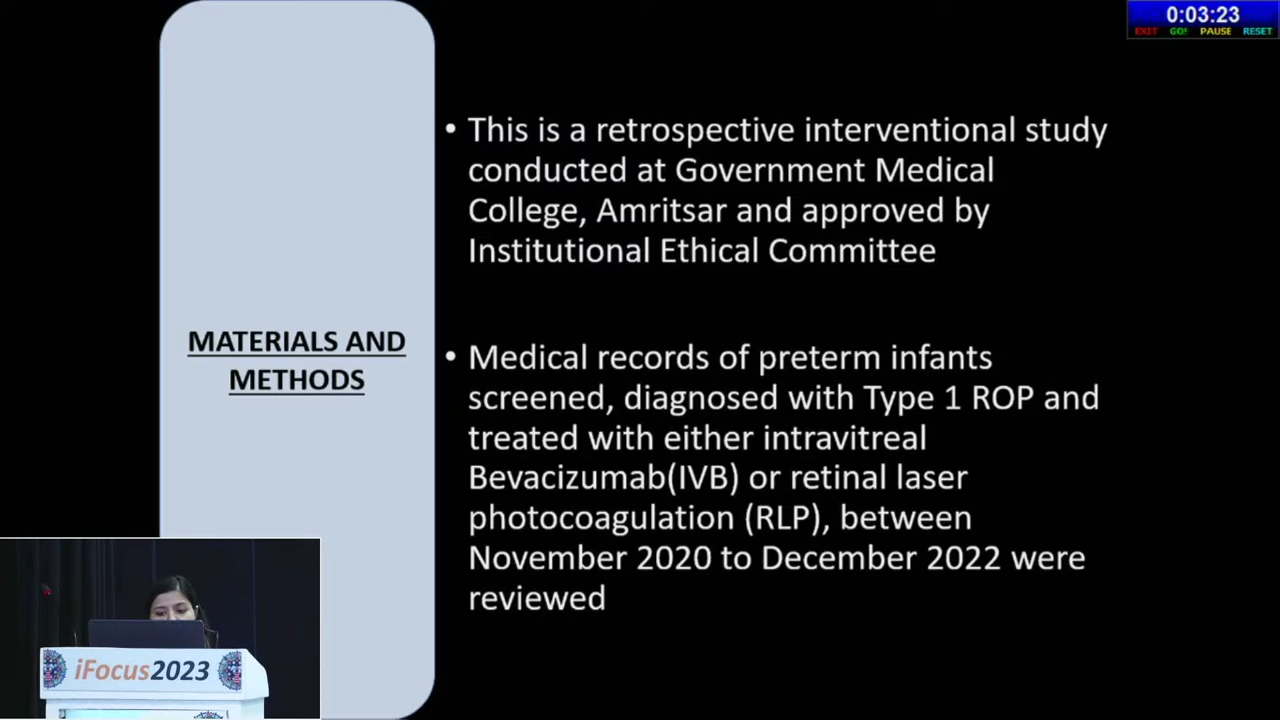 0:03:23
EXIT GO! PAUSE RESET
MATERIALS AND
METHODS
• This is a retrospective interventional study
conducted at Government Medical
College, Amritsar and approved by
Institutional Ethical Committee
• Medical records of preterm infants
screened, diagnosed with Type 1 ROP and
treated with either intravitreal
Bevacizumab(IVB) or retinal laser
photocoagulation (RLP), between
November 2020 to December 2022 were
reviewed
iFocus2023